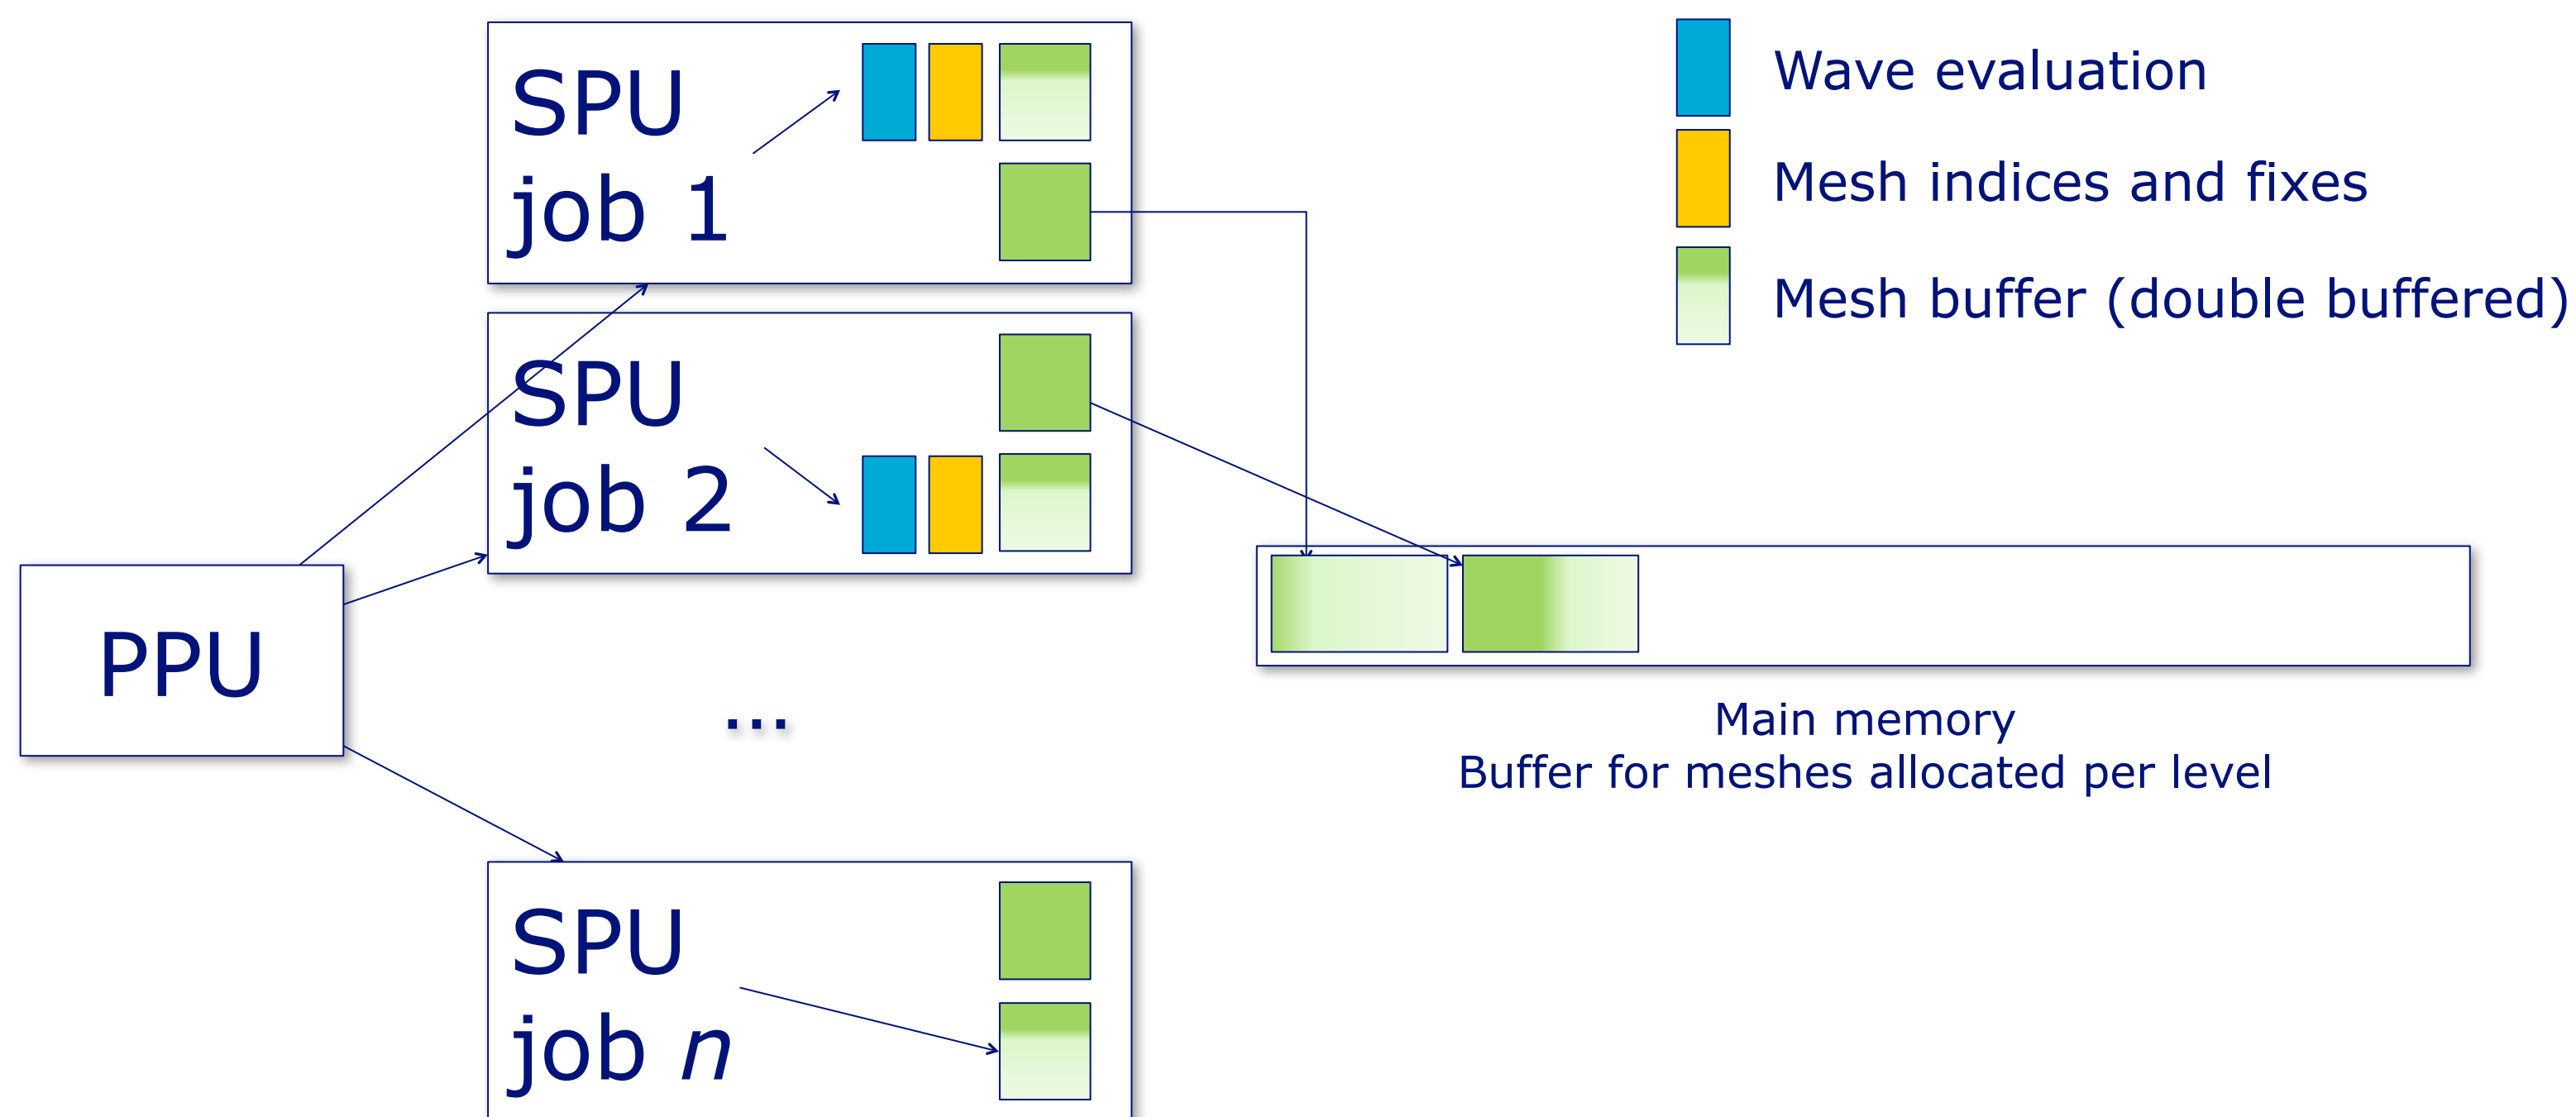 SPU
job 1
SPU
job 2
PPU
...
SPU
job n
Wave evaluation
Mesh indices and fixes
Mesh buffer (double buffered)
Main memory
Buffer for meshes allocated per level